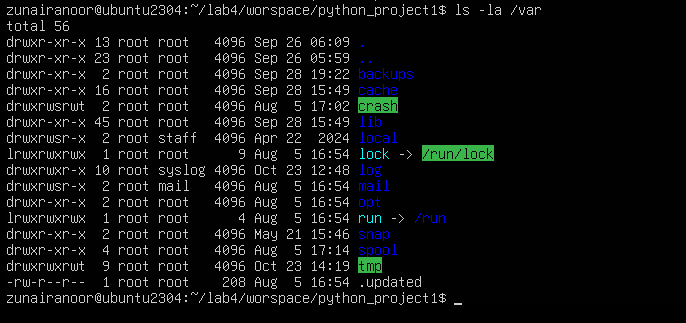 zunairanoor@ubuntu2304:~/lab4/worspace/python_project1$ ls -la /var
total 56
drwxr-xr-x 13 root root   4096 Sep 26 06:09 .
drwxr-xr-x 23 root root   4096 Sep 26 05:59 ..
drwxr-xr-x  2 root root   4096 Sep 28 19:22 backups
drwxr-xr-x 16 root root   4096 Sep 28 15:49 cache
drwxrwsrwt  2 root root   4096 Aug  5 17:02 crash
drwxr-xr-x 45 root root   4096 Sep 28 15:49 lib
drwxrwsr-x  2 root staff  4096 Apr 22  2024 local
lrwxrwxrwx  1 root root      9 Aug  5 16:54 lock -> /run/lock
drwxrwxr-x 10 root syslog 4096 Oct 23 12:48 log
drwxrwsr-x  2 root mail   4096 Aug  5 16:54 mail
drwxr-xr-x  2 root root   4096 Aug  5 16:54 opt
lrwxrwxrwx  1 root root      4 Aug  5 16:54 run -> /run
drwxr-xr-x  2 root root   4096 May 21 15:46 snap
drwxr-xr-x  4 root root   4096 Aug  5 17:14 spool
drwxrwxrwt  9 root root   4096 Oct 23 14:19 tmp
-rw-r--r--  1 root root    208 Aug  5 16:54 .updated
zunairanoor@ubuntu2304:~/lab4/worspace/python_project1$ _